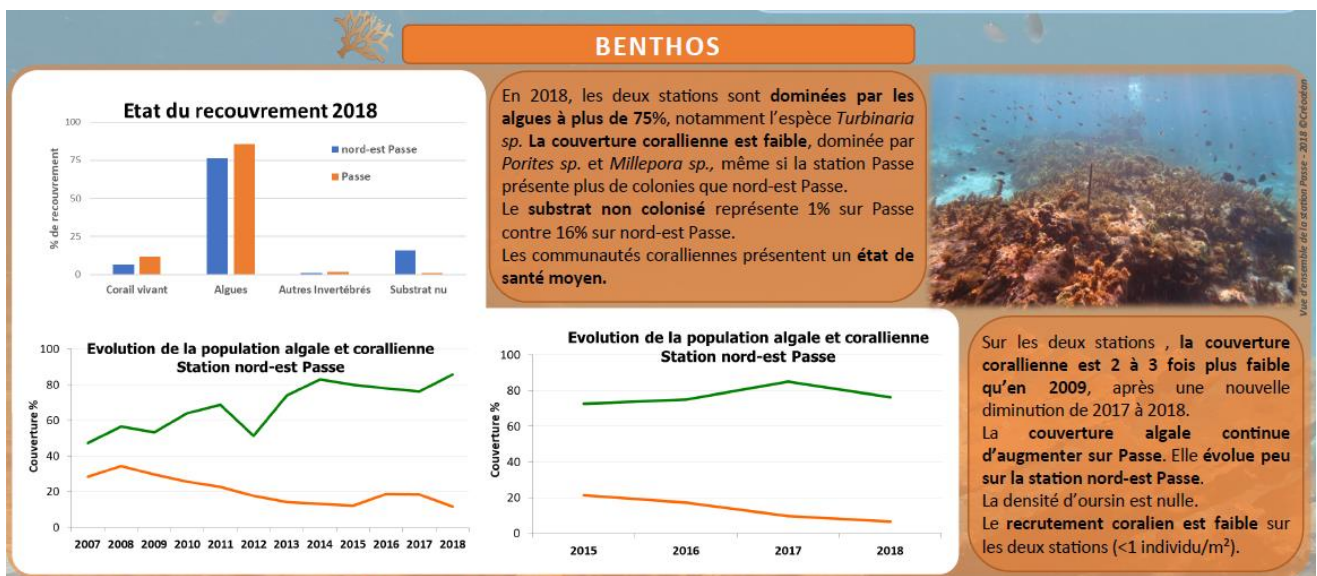 BENTHOS
Etat du recouvrement 2018
% de recouvrement
100
75
50
25
0
nord-est Passe
Passe
Corail vivant
Algues
Autres Invertébrés
Substrat nu
En 2018, les deux stations sont dominées par les
algues à plus de 75%, notamment l'espèce Turbinaria
sp. La couverture corallienne est faible, dominée par
Porites sp. et Millepora sp., même si la station Passe
présente plus de colonies que nord-est Passe.
Le substrat non colonisé représente 1% sur Passe
contre 16% sur nord-est Passe.
Les communautés coralliennes présentent un état de
santé moyen.
Vue d'ensemble de la station Passe - 2018 ©Créocéan
Evolution de la population algale et corallienne
Station nord-est Passe
Couverture %
100
80
60
40
20
0
2007 2008 2009 2010 2011 2012 2013 2014 2015 2016 2017 2018
Evolution de la population algale et corallienne
Station nord-est Passe
Couverture %
100
80
60
40
20
0
2015 2016 2017 2018
Sur les deux stations , la couverture
corallienne est 2 à 3 fois plus faible
qu'en 2009, après une nouvelle
diminution de 2017 à 2018.
La couverture algale continue
d'augmenter sur Passe. Elle évolue peu
sur la station nord-est Passe.
La densité d'oursin est nulle.
Le recrutement coralien est faible sur
les deux stations (<1 individu/m²).